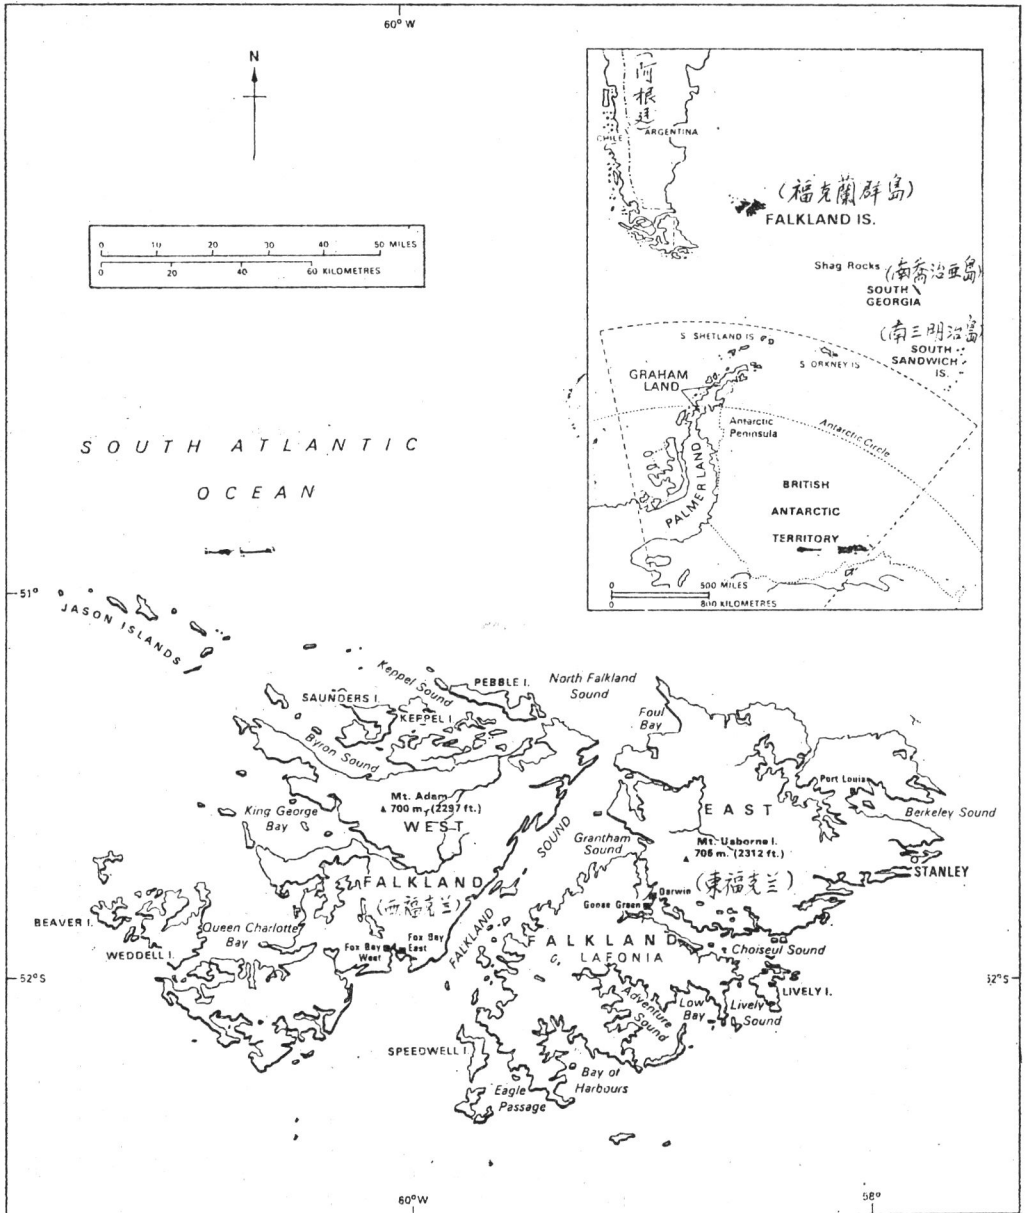 60° W
N
0 10 20 30 40 50 MILES
0 20 40 60 KILOMETRES
(阿根廷)
CHILE
ARGENTINA
(福克蘭群島)
FALKLAND IS.
Shag Rocks
(南喬治亜島)
SOUTH
GEORGIA
(南三明治島)
SOUTH
SANDWICH
IS.
S SHETLAND IS
S ORKNEY IS
GRAHAM
LAND
Antarctic
Peninsula
Antarctic Circle
PALMER LAND
BRITISH
ANTARCTIC
TERRITORY
0 500 MILES
0 800 KILOMETRES
SOUTH ATLANTIC
OCEAN
51°
JASON ISLANDS
Keppel Sound
PEBBLE I.
North Falkland
Sound
SAUNDERS I.
KEPPEL I
Foul
Bay
Byron Sound
Port Louis
Mt. Adam
700 m. (2297 ft.)
King George
Bay
WEST
EAST
Berkeley Sound
Grantham
Sound
Mt. Usborne I.
705 m. (2312 ft.)
STANLEY
FALKLAND
(西福克兰)
(東福克兰)
Darwin
Goose Green
BEAVER I.
Queen Charlotte
Bay
WEDDELL I.
Fox Bay
West
Fox Bay
East
FALKLAND SOUND
FALKLAND
LAFONIA
Choiseul Sound
52°S
52°S
LIVELY I.
Adventure
Sound
Low
Bay
Lively
Sound
SPEEDWELL I
Bay of
Harbours
Eagle
Passage
60°W
58°